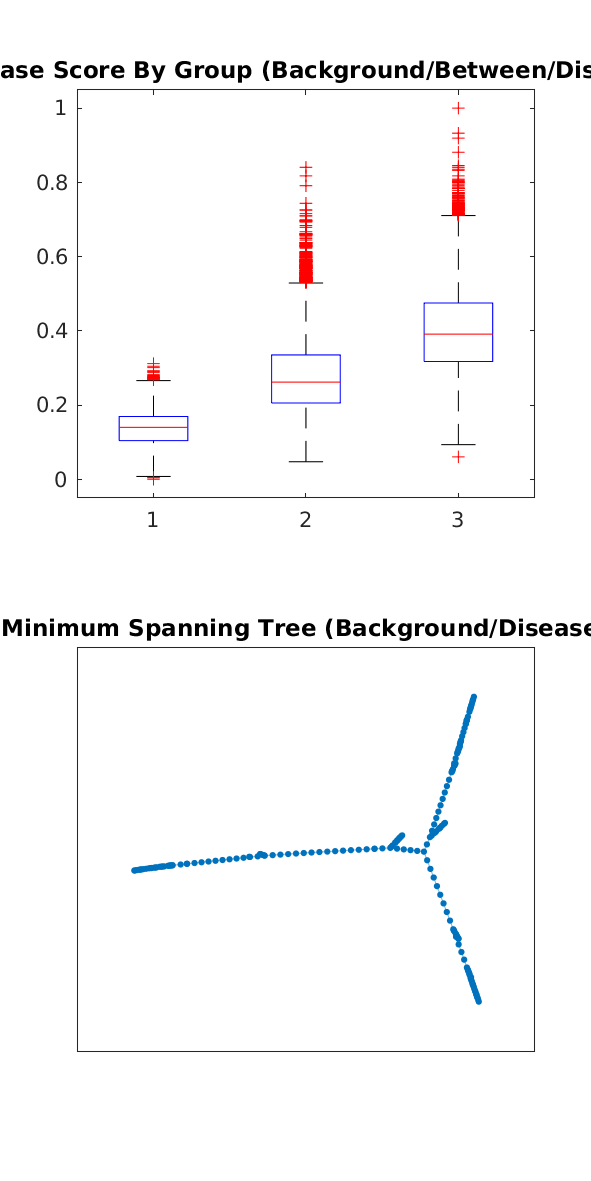 ase Score By Group (Background/Between/Dis
1
0.8
0.6
0.4
0.2
0
1 2 3
Minimum Spanning Tree (Background/Disease